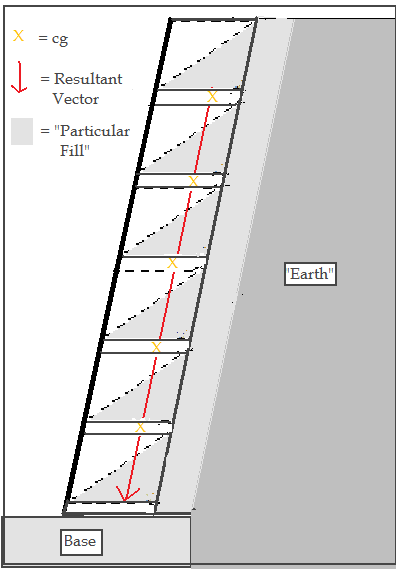 X = cg
= Resultant
Vector
= "Particular
Fill"
X
X
X
X
X
"Earth"
Base